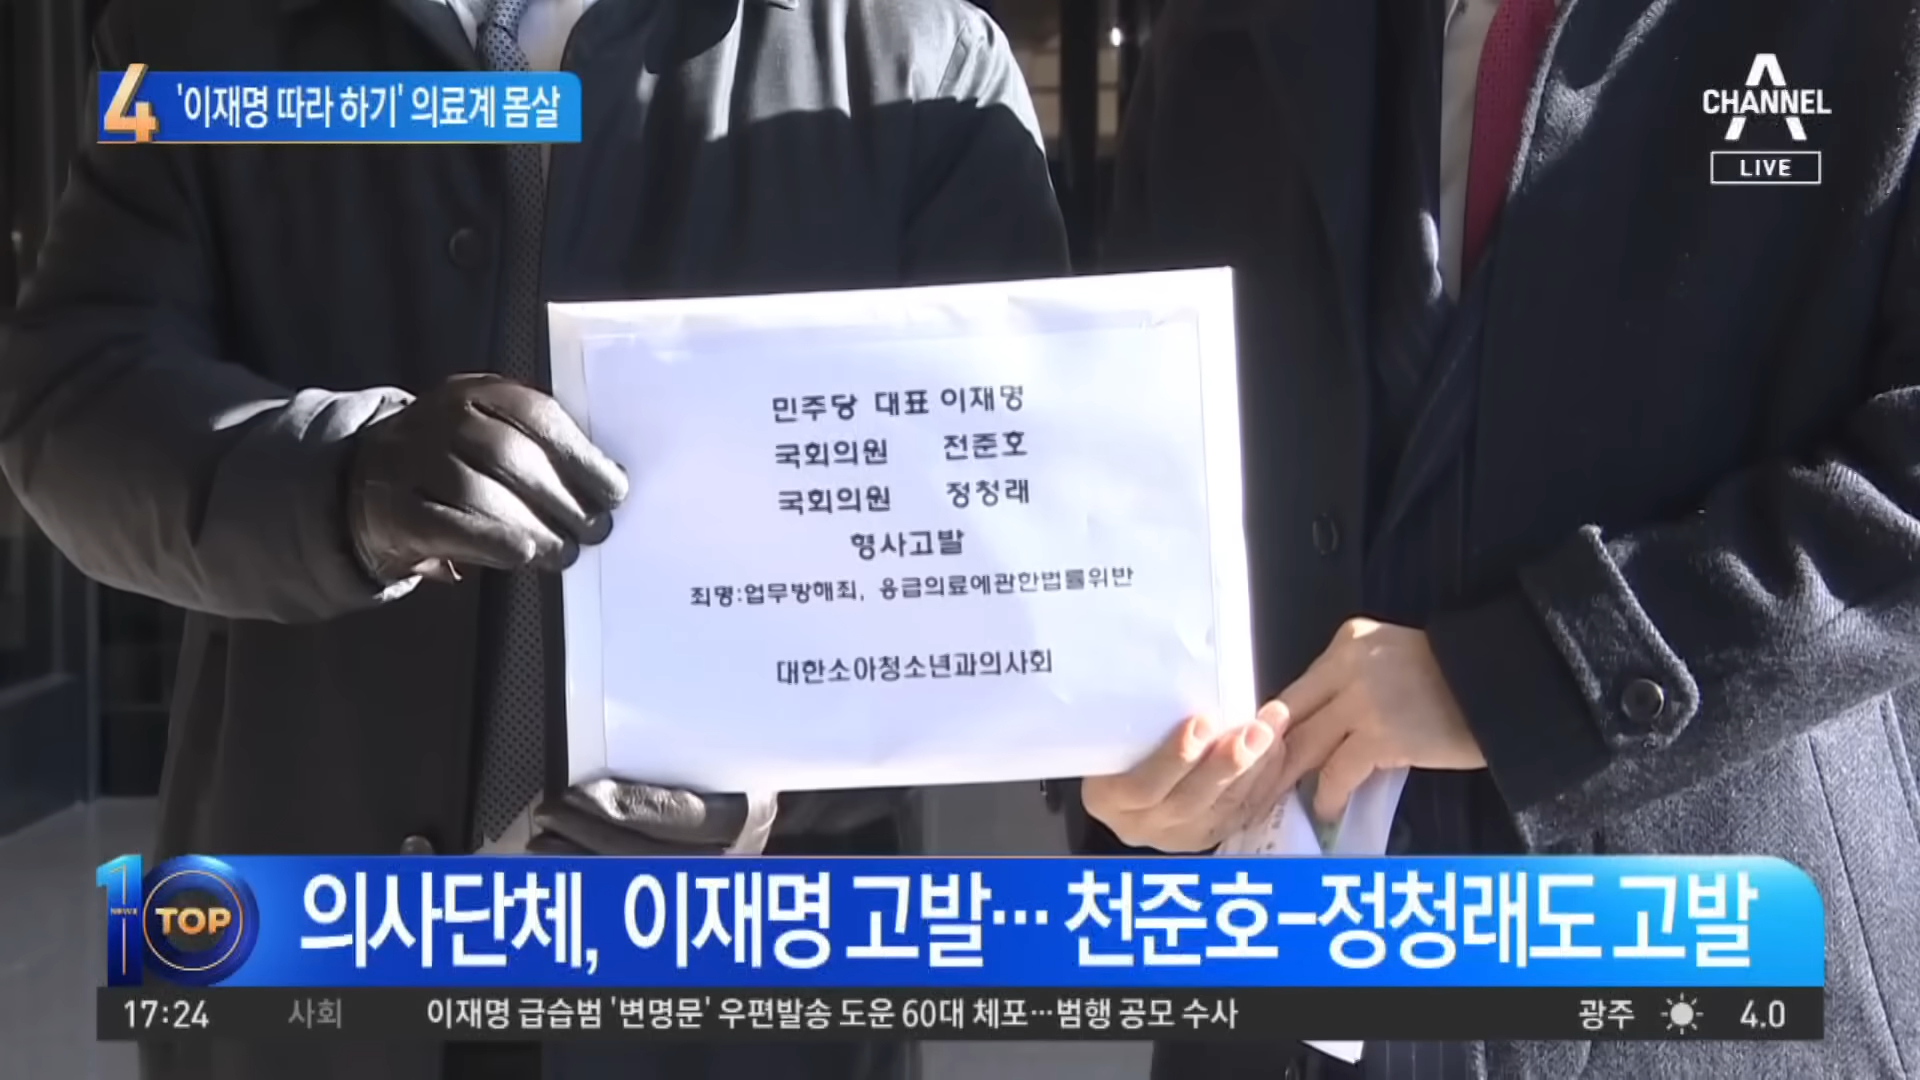 4 '이재명 따라 하기' 의료계 몸살
CHANNEL A
LIVE
민주당 대표 이재명
국회의원 전준호
국회의원 정청래
형사고발
죄명:업무방해죄, 응급의료에관한법률위반
대한소아청소년과의사회
10 NEWS TOP
의사단체, 이재명 고발… 천준호-정청래도 고발
17:24 사회 이재명 급습범 '변명문' 우편발송 도운 60대 체포…범행 공모 수사 광주 4.0